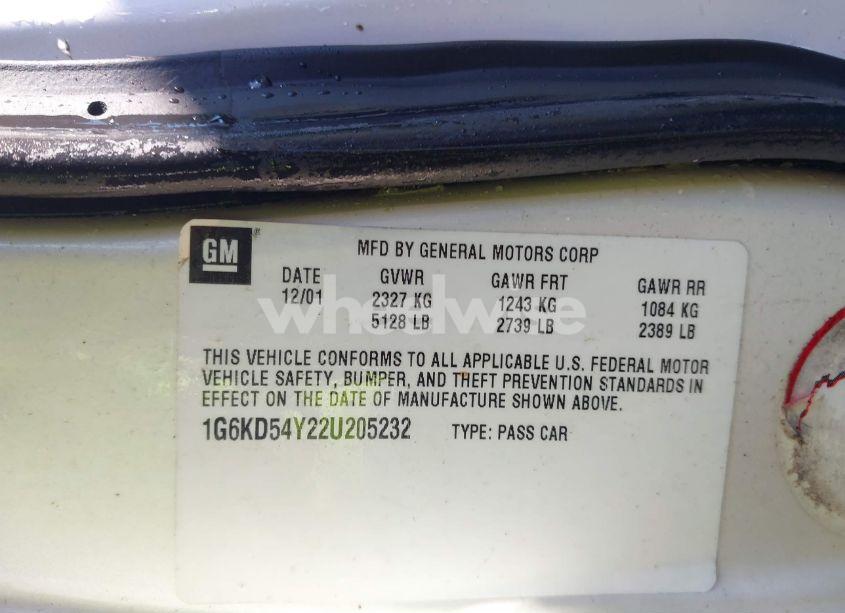 GM
MFD BY GENERAL MOTORS CORP
DATE GVWR GAWR FRT GAWR RR
12/01 2327 KG 1243 KG 1084 KG
5128 LB 2739 LB 2389 LB
wheelwise
THIS VEHICLE CONFORMS TO ALL APPLICABLE U.S. FEDERAL MOTOR
VEHICLE SAFETY, BUMPER, AND THEFT PREVENTION STANDARDS IN
EFFECT ON THE DATE OF MANUFACTURE SHOWN ABOVE.
1G6KD54Y22U205232 TYPE: PASS CAR